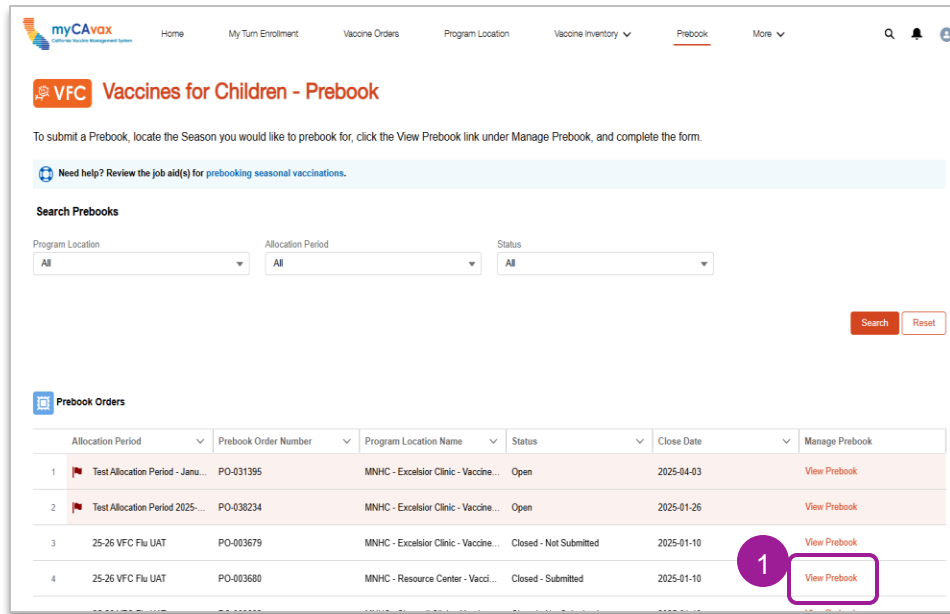 myCAvax
California Vaccine Management System
Home
My Turn Enrollment
Vaccine Orders
Program Location
Vaccine Inventory
Prebook
More
VFC
Vaccines for Children - Prebook
To submit a Prebook, locate the Season you would like to prebook for, click the View Prebook link under Manage Prebook, and complete the form.
Need help? Review the job aid(s) for prebooking seasonal vaccinations.
Search Prebooks
Program Location
Allocation Period
Status
All
All
All
Search
Reset
Prebook Orders
Allocation Period
Prebook Order Number
Program Location Name
Status
Close Date
Manage Prebook
1 Test Allocation Period - Janu... PO-031395 MNHC - Excelsior Clinic - Vaccine... Open 2025-04-03 View Prebook
2 Test Allocation Period 2025-... PO-038234 MNHC - Excelsior Clinic - Vaccine... Open 2025-01-26 View Prebook
3 25-26 VFC Flu UAT PO-003679 MNHC - Excelsior Clinic - Vaccine... Closed - Not Submitted 2025-01-10 View Prebook
4 25-26 VFC Flu UAT PO-003680 MNHC - Resource Center - Vacci... Closed - Submitted 2025-01-10 View Prebook
1